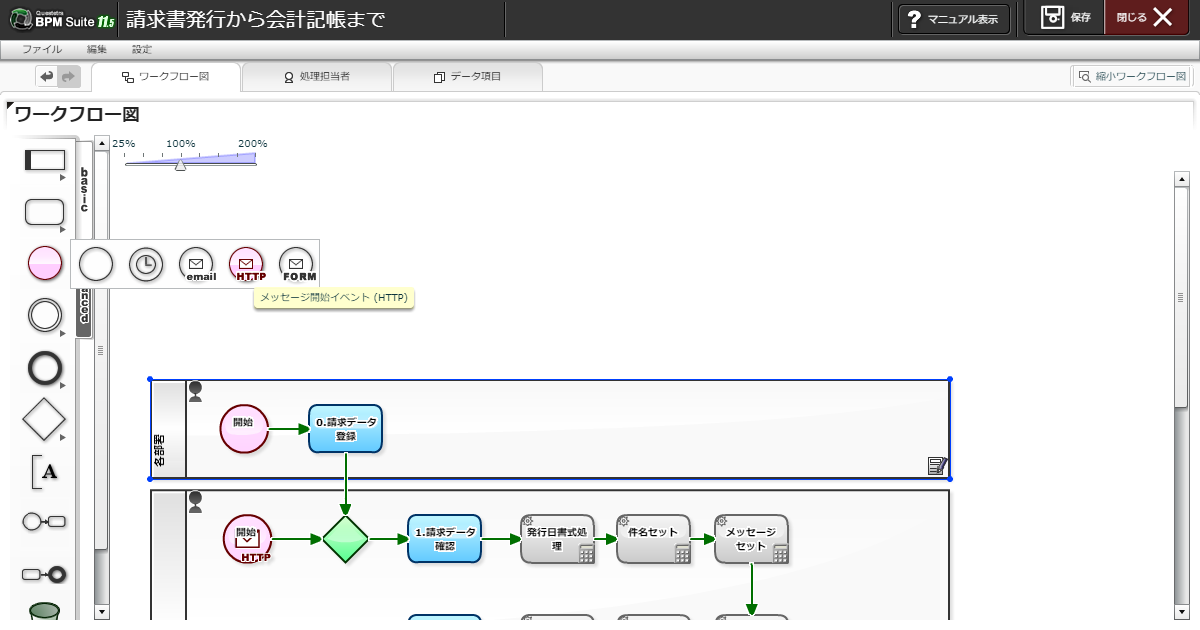 Questetra
BPM Suite 11.5
請求書発行から会計記帳まで
? マニュアル表示
保存
閉じる
ファイル 編集 設定
ワークフロー図
処理担当者
データ項目
縮小ワークフロー図
ワークフロー図
25% 100% 200%
basic
email
HTTP
FORM
メッセージ開始イベント (HTTP)
A
開始
0.請求データ
登録
開始
HTTP
1.請求データ
確認
発行日書式処
理
件名セット
メッセージ
セット